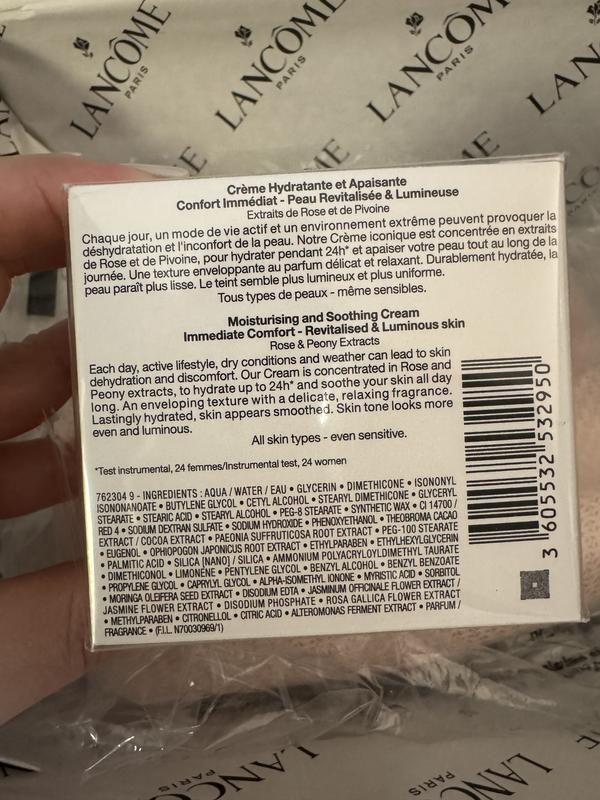 LANCÔME
PARIS
LANCÔME
PARIS
LANCÔME
PARIS
Crème Hydratante et Apaisante
Confort Immédiat - Peau Revitalisée & Lumineuse
Extraits de Rose et de Pivoine
Chaque jour, un mode de vie actif et un environnement extrême peuvent provoquer la
déshydratation et l'inconfort de la peau. Notre Crème iconique est concentrée en extraits
de Rose et de Pivoine, pour hydrater pendant 24h* et apaiser votre peau tout au long de la
journée. Une texture enveloppante au parfum délicat et relaxant. Durablement hydratée, la
peau paraît plus lisse. Le teint semble plus lumineux et plus uniforme.
Tous types de peaux - même sensibles.
Moisturising and Soothing Cream
Immediate Comfort - Revitalised & Luminous skin
Rose & Peony Extracts
Each day, active lifestyle, dry conditions and weather can lead to skin
dehydration and discomfort. Our Cream is concentrated in Rose and
Peony extracts, to hydrate up to 24h* and soothe your skin all day
long. An enveloping texture with a delicate, relaxing fragrance.
Lastingly hydrated, skin appears smoothed. Skin tone looks more
even and luminous.
All skin types - even sensitive.
*Test instrumental, 24 femmes/Instrumental test, 24 women
762304 9 - INGREDIENTS : AQUA / WATER / EAU • GLYCERIN • DIMETHICONE • ISONONYL
ISONONANOATE • BUTYLENE GLYCOL • CETYL ALCOHOL • STEARYL DIMETHICONE • GLYCERYL
STEARATE • STEARIC ACID • STEARYL ALCOHOL • PEG-8 STEARATE • SYNTHETIC WAX • CI 14700 /
RED 4 • SODIUM DEXTRAN SULFATE • SODIUM HYDROXIDE • PHENOXYETHANOL • THEOBROMA CACAO
EXTRACT / COCOA EXTRACT • PAEONIA SUFFRUTICOSA ROOT EXTRACT • PEG-100 STEARATE
• EUGENOL • OPHIOPOGON JAPONICUS ROOT EXTRACT • ETHYLPARABEN • ETHYLHEXYLGLYCERIN
• PALMITIC ACID • SILICA [NANO] / SILICA • AMMONIUM POLYACRYLOYLDIMETHYL TAURATE
• DIMETHICONOL • LIMONENE • PENTYLENE GLYCOL • BENZYL ALCOHOL • BENZYL BENZOATE
• PROPYLENE GLYCOL • CAPRYLYL GLYCOL • ALPHA-ISOMETHYL IONONE • MYRISTIC ACID • SORBITOL
• MORINGA OLEIFERA SEED EXTRACT • DISODIUM EDTA • JASMINUM OFFICINALE FLOWER EXTRACT /
JASMINE FLOWER EXTRACT • DISODIUM PHOSPHATE • ROSA GALLICA FLOWER EXTRACT
• METHYLPARABEN • CITRONELLOL • CITRIC ACID • ALTEROMONAS FERMENT EXTRACT • PARFUM /
FRAGRANCE • (F.I.L. N70030969/1)
3 605532 532950
LANCÔME
PARIS
LANCÔME